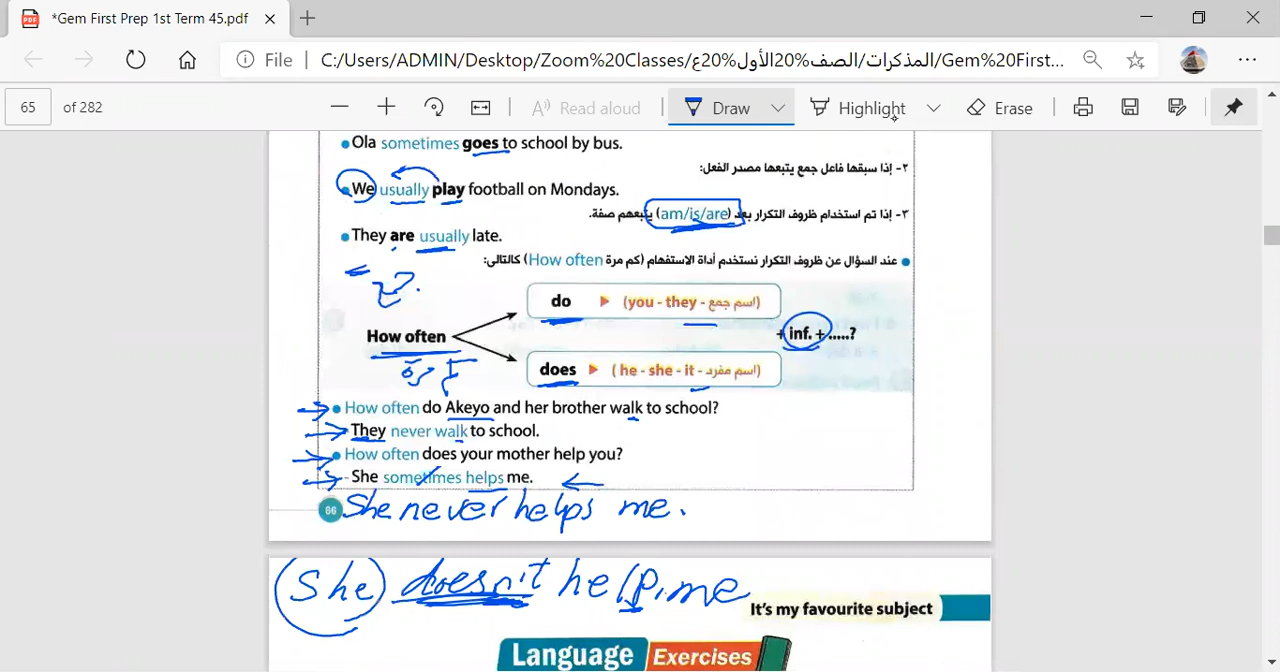 *Gem First Prep 1st Term 45.pdf
File C:/Users/ADMIN/Desktop/Zoom%20Classes/المذكرات/الصف%20الأول%20ع/Gem%20First...
65 of 282
Read aloud Draw Highlight Erase
Ola sometimes goes to school by bus.
٢- إذا سبقها فاعل جمع يتبعها مصدر الفعل:
We usually play football on Mondays.
٣- إذا تم استخدام ظروف التكرار بعد (am/is/are) يتبعهم صفة.
They are usually late.
عند السؤال عن ظروف التكرار نستخدم أداة الاستفهام (كم مرة How often) كالتالى:
do (you - they - اسم جمع)
How often + inf. + .....?
does ( he - she - it - اسم مفرد)
How often do Akeyo and her brother walk to school?
They never walk to school.
How often does your mother help you?
- She sometimes helps me.
66 She never helps me.
She doesn't help me
It's my favourite subject
Language Exercises